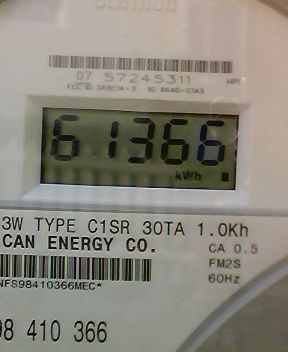 07 57245311
61366
kWh
3W TYPE C1SR 30TA 1.0Kh
CAN ENERGY CO.
CA 0.5
FM2S
60Hz
NFS98410366MEC*
98 410 366